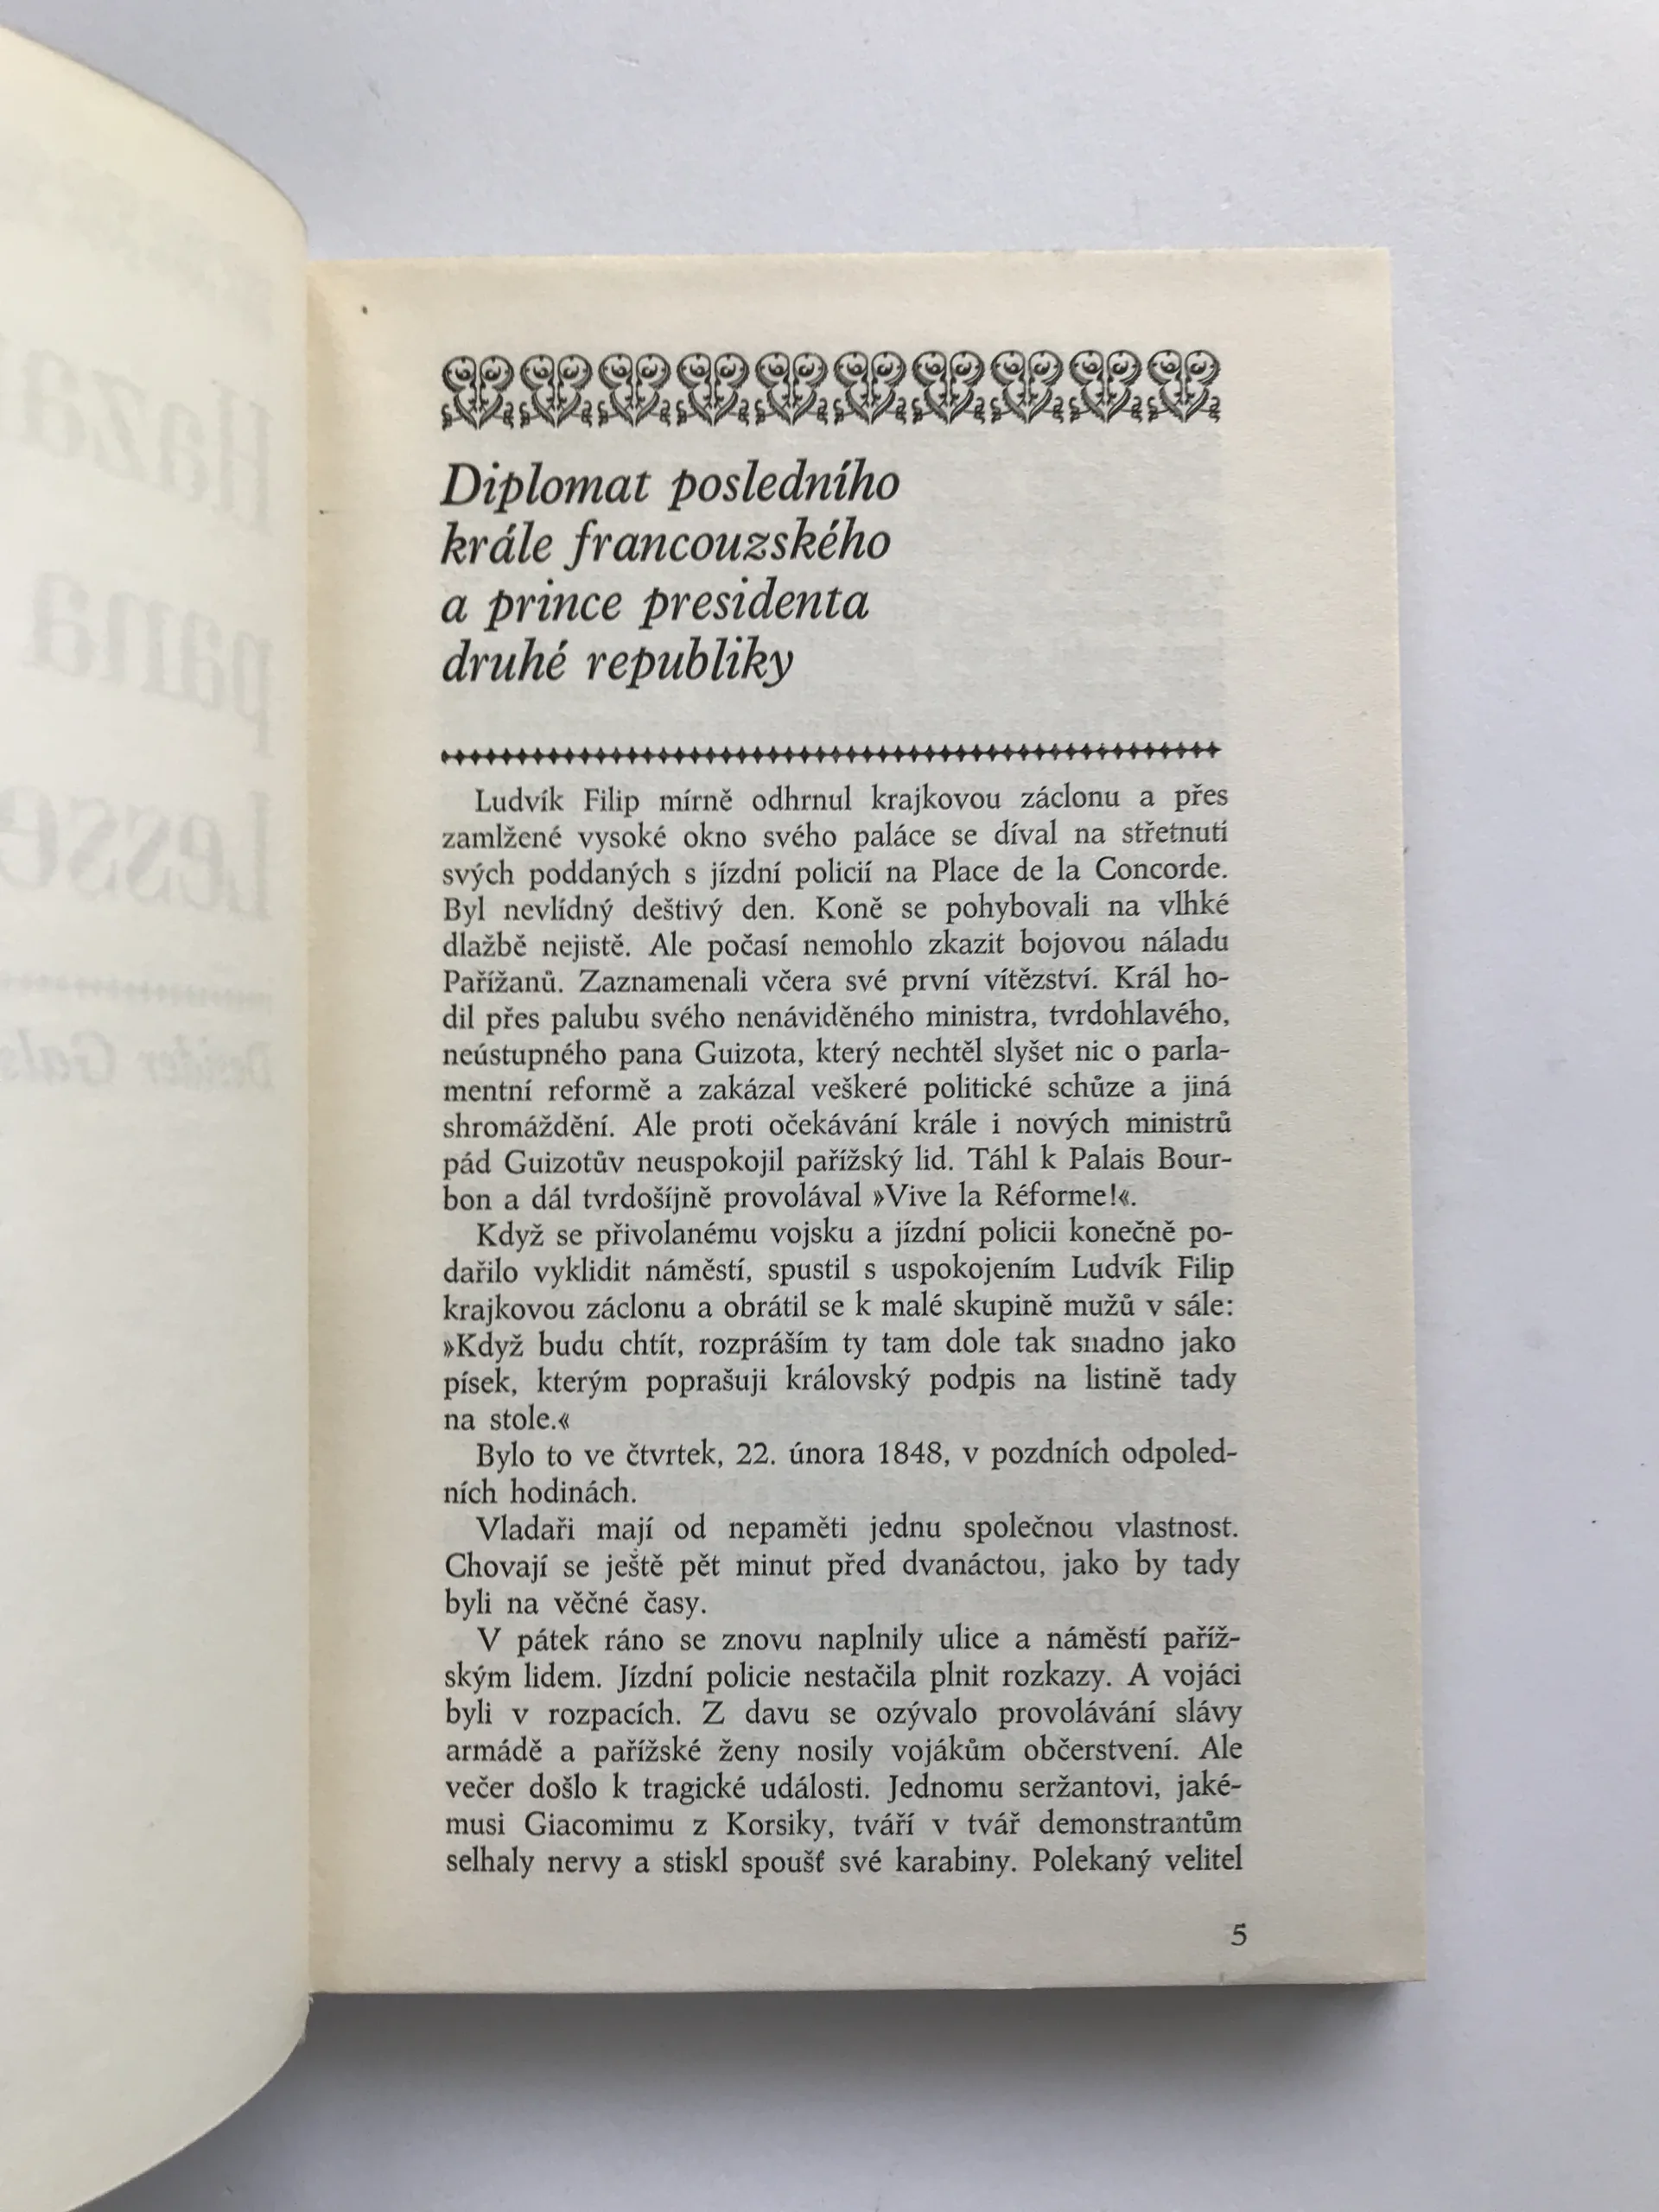 Diplomat posledního
krále francouzského
a prince presidenta
druhé republiky
Ludvík Filip mírně odhrnul krajkovou záclonu a přes
zamlžené vysoké okno svého paláce se díval na střetnutí
svých poddaných s jízdní policií na Place de la Concorde.
Byl nevlídný deštivý den. Koně se pohybovali na vlhké
dlažbě nejistě. Ale počasí nemohlo zkazit bojovou náladu
Pařížanů. Zaznamenali včera své první vítězství. Král ho-
dil přes palubu svého nenáviděného ministra, tvrdohlavého,
neústupného pana Guizota, který nechtěl slyšet nic o parla-
mentní reformě a zakázal veškeré politické schůze a jiná
shromáždění. Ale proti očekávání krále i nových ministrů
pád Guizotův neuspokojil pařížský lid. Táhl k Palais Bour-
bon a dál tvrdošíjně provolával »Vive la Réforme!«.
Když se přivolanému vojsku a jízdní policii konečně po-
dařilo vyklidit náměstí, spustil s uspokojením Ludvík Filip
krajkovou záclonu a obrátil se k malé skupině mužů v sále:
»Když budu chtít, rozpráším ty tam dole tak snadno jako
písek, kterým poprašuji královský podpis na listině tady
na stole.«
Bylo to ve čtvrtek, 22. února 1848, v pozdních odpoled-
ních hodinách.
Vladaři mají od nepaměti jednu společnou vlastnost.
Chovají se ještě pět minut před dvanáctou, jako by tady
byli na věčné časy.
V pátek ráno se znovu naplnily ulice a náměstí paříž-
ským lidem. Jízdní policie nestačila plnit rozkazy. A vojáci
byli v rozpacích. Z davu se ozývalo provolávání slávy
armádě a pařížské ženy nosily vojákům občerstvení. Ale
večer došlo k tragické události. Jednomu seržantovi, jaké-
musi Giacomimu z Korsiky, tváří v tvář demonstrantům
selhaly nervy a stiskl spoušť své karabiny. Polekaný velitel
5